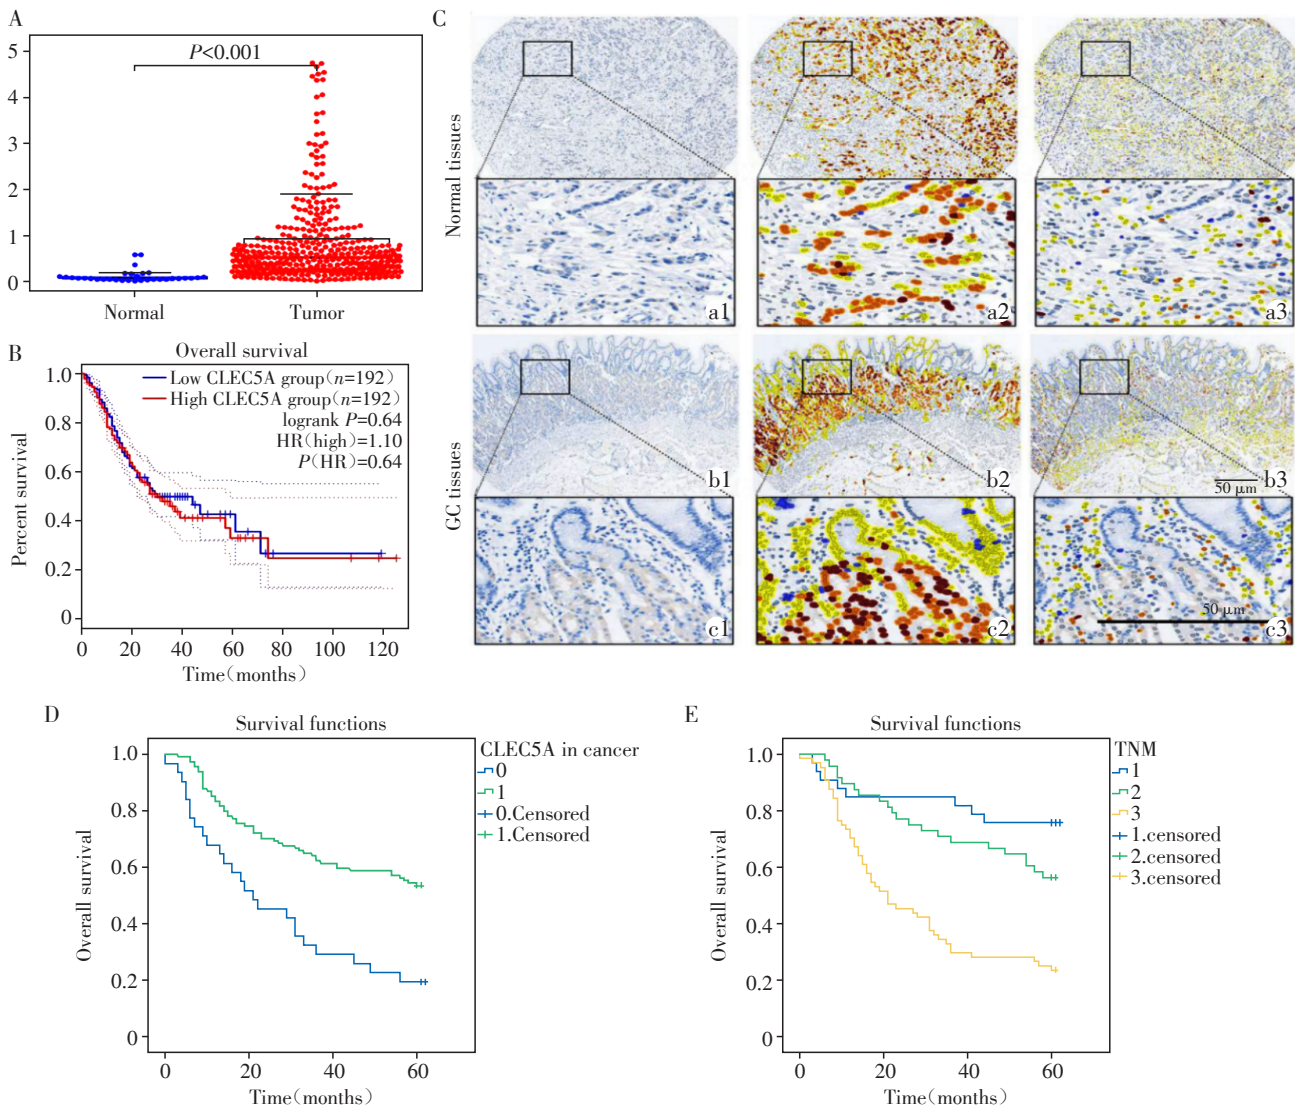 A
5
4
3
2
1
0
P<0.001
Normal
Tumor
B
Overall survival
Percent survival
1.0
0.8
0.6
0.4
0.2
0
Low CLEC5A group(n=192)
High CLEC5A group(n=192)
logrank P=0.64
HR(high)=1.10
P(HR)=0.64
0
20
40
60
80
100
120
Time(months)
C
Normal tissues
a1
a2
a3
GC tissues
b1
b2
b3
50 μm
c1
c2
c3
50 μm
D
Survival functions
Overall survival
1.0
0.8
0.6
0.4
0.2
0
0
20
40
60
Time(months)
CLEC5A in cancer
0
1
0.Censored
1.Censored
E
Survival functions
Overall survival
1.0
0.8
0.6
0.4
0.2
0
0
20
40
60
Time(months)
TNM
1
2
3
1.censored
2.censored
3.censored